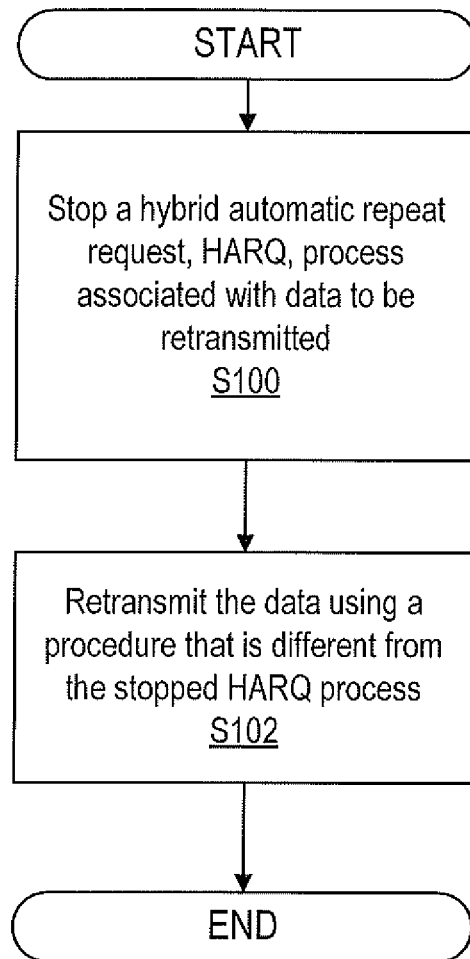 START
Stop a hybrid automatic repeat
request, HARQ, process
associated with data to be
retransmitted
S100
Retransmit the data using a
procedure that is different from
the stopped HARQ process
S102
END